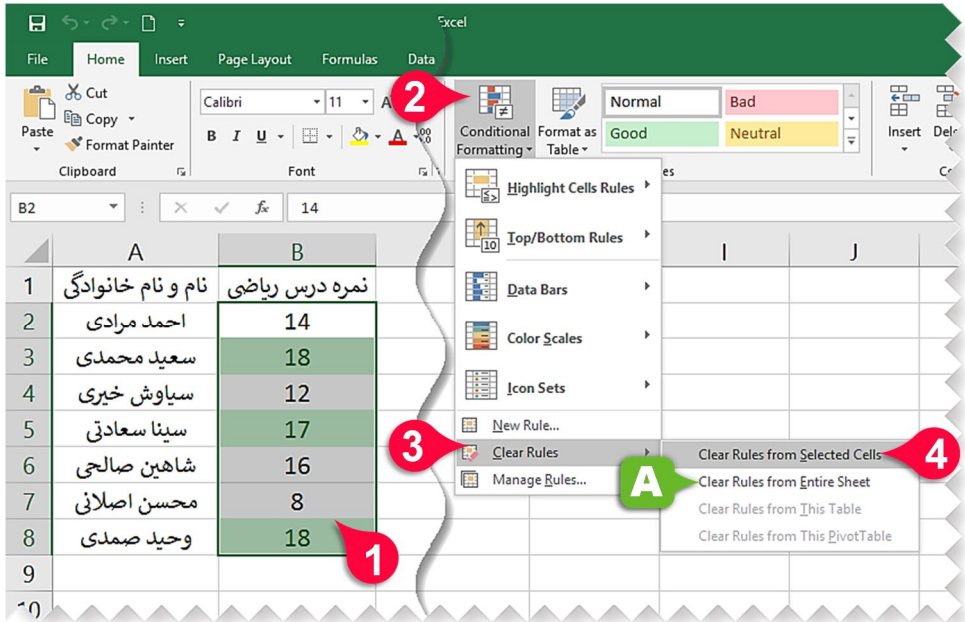 Excel
File Home Insert Page Layout Formulas Data
Cut
Copy
Format Painter
Paste
Clipboard
Calibri 11 A
B I U A
Font
2
Conditional Formatting
Format as Table
Normal Bad
Good Neutral
es
Insert
B2 fx 14
A B I J
1 نام و نام خانوادگی نمره درس ریاضی
2 احمد مرادی 14
3 سعید محمدی 18
4 سیاوش خیری 12
5 سینا سعادتی 17
6 شاهین صالحی 16
7 محسن اصلانی 8
8 وحید صمدی 18
9
10
1
Highlight Cells Rules
Top/Bottom Rules
Data Bars
Color Scales
Icon Sets
New Rule...
3 Clear Rules
Manage Rules...
Clear Rules from Selected Cells 4
A Clear Rules from Entire Sheet
Clear Rules from This Table
Clear Rules from This PivotTable